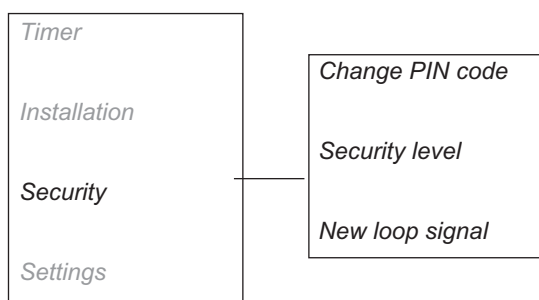 Timer
Installation
Security
Settings
Change PIN code
Security level
New loop signal